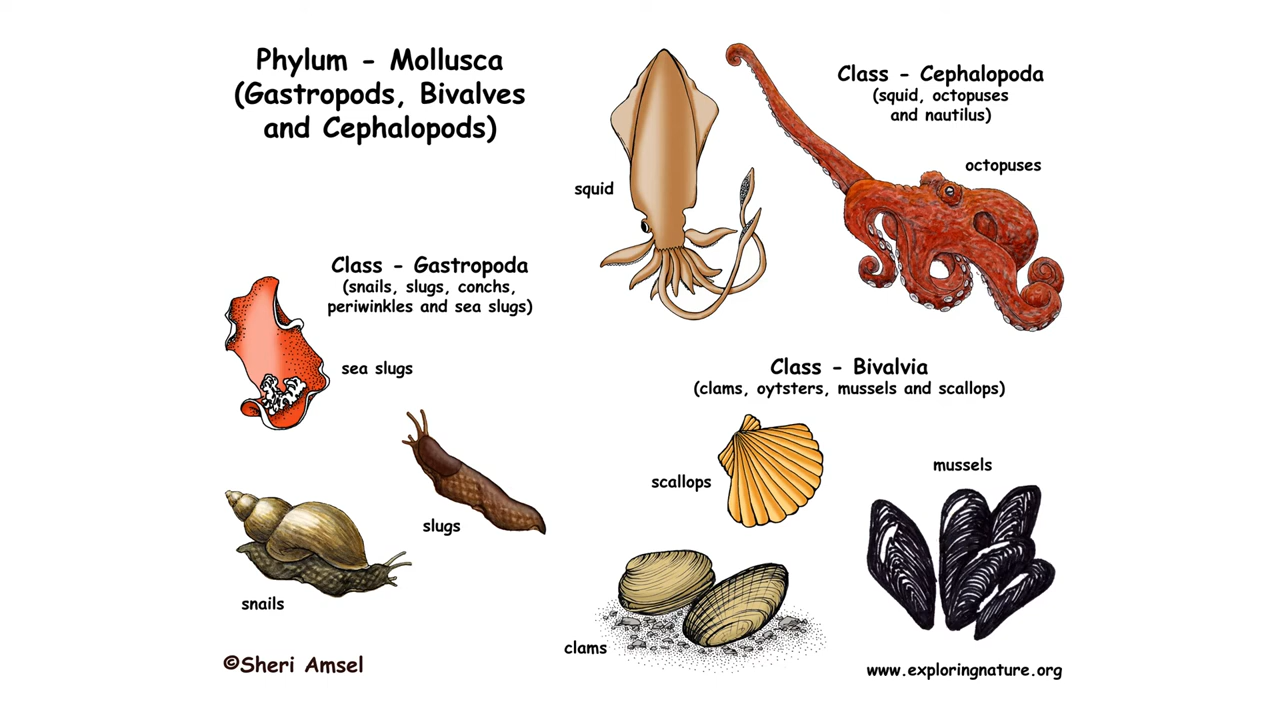 Phylum - Mollusca
(Gastropods, Bivalves
and Cephalopods)
Class - Cephalopoda
(squid, octopuses
and nautilus)
octopuses
squid
Class - Gastropoda
(snails, slugs, conchs,
periwinkles and sea slugs)
sea slugs
slugs
snails
Class - Bivalvia
(clams, oytsters, mussels and scallops)
scallops
mussels
clams
©Sheri Amsel
www.exploringnature.org